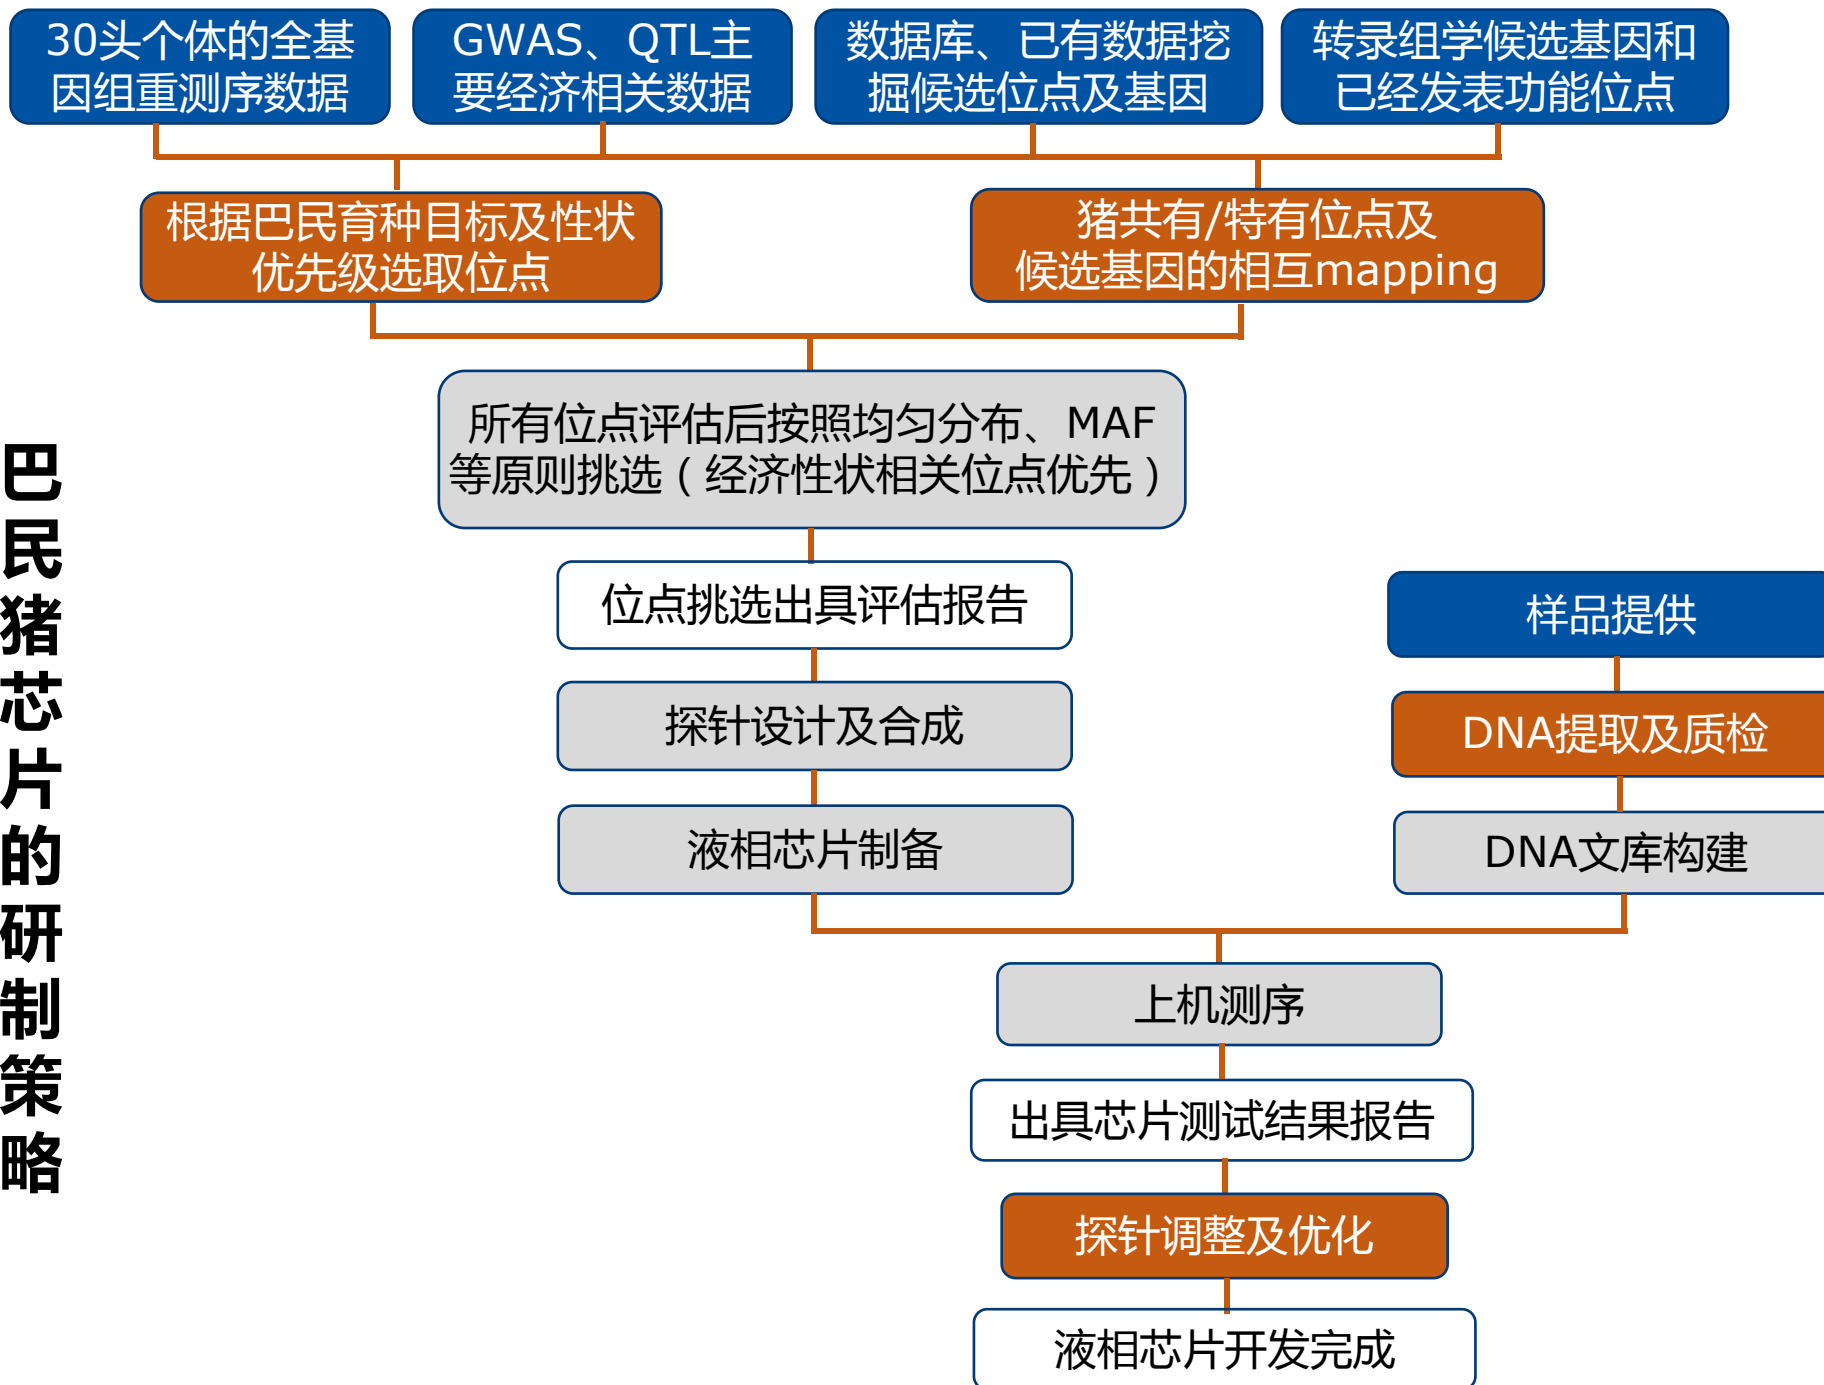 30头个体的全基
因组重测序数据
GWAS、QTL主
要经济相关数据
数据库、已有数据挖
掘候选位点及基因
转录组学候选基因和
已经发表功能位点
根据巴民育种目标及性状
优先级选取位点
猪共有/特有位点及
候选基因的相互mapping
所有位点评估后按照均匀分布、MAF
等原则挑选（经济性状相关位点优先）
位点挑选出具评估报告
探针设计及合成
液相芯片制备
样品提供
DNA提取及质检
DNA文库构建
上机测序
出具芯片测试结果报告
探针调整及优化
液相芯片开发完成
巴民猪芯片的研制策略